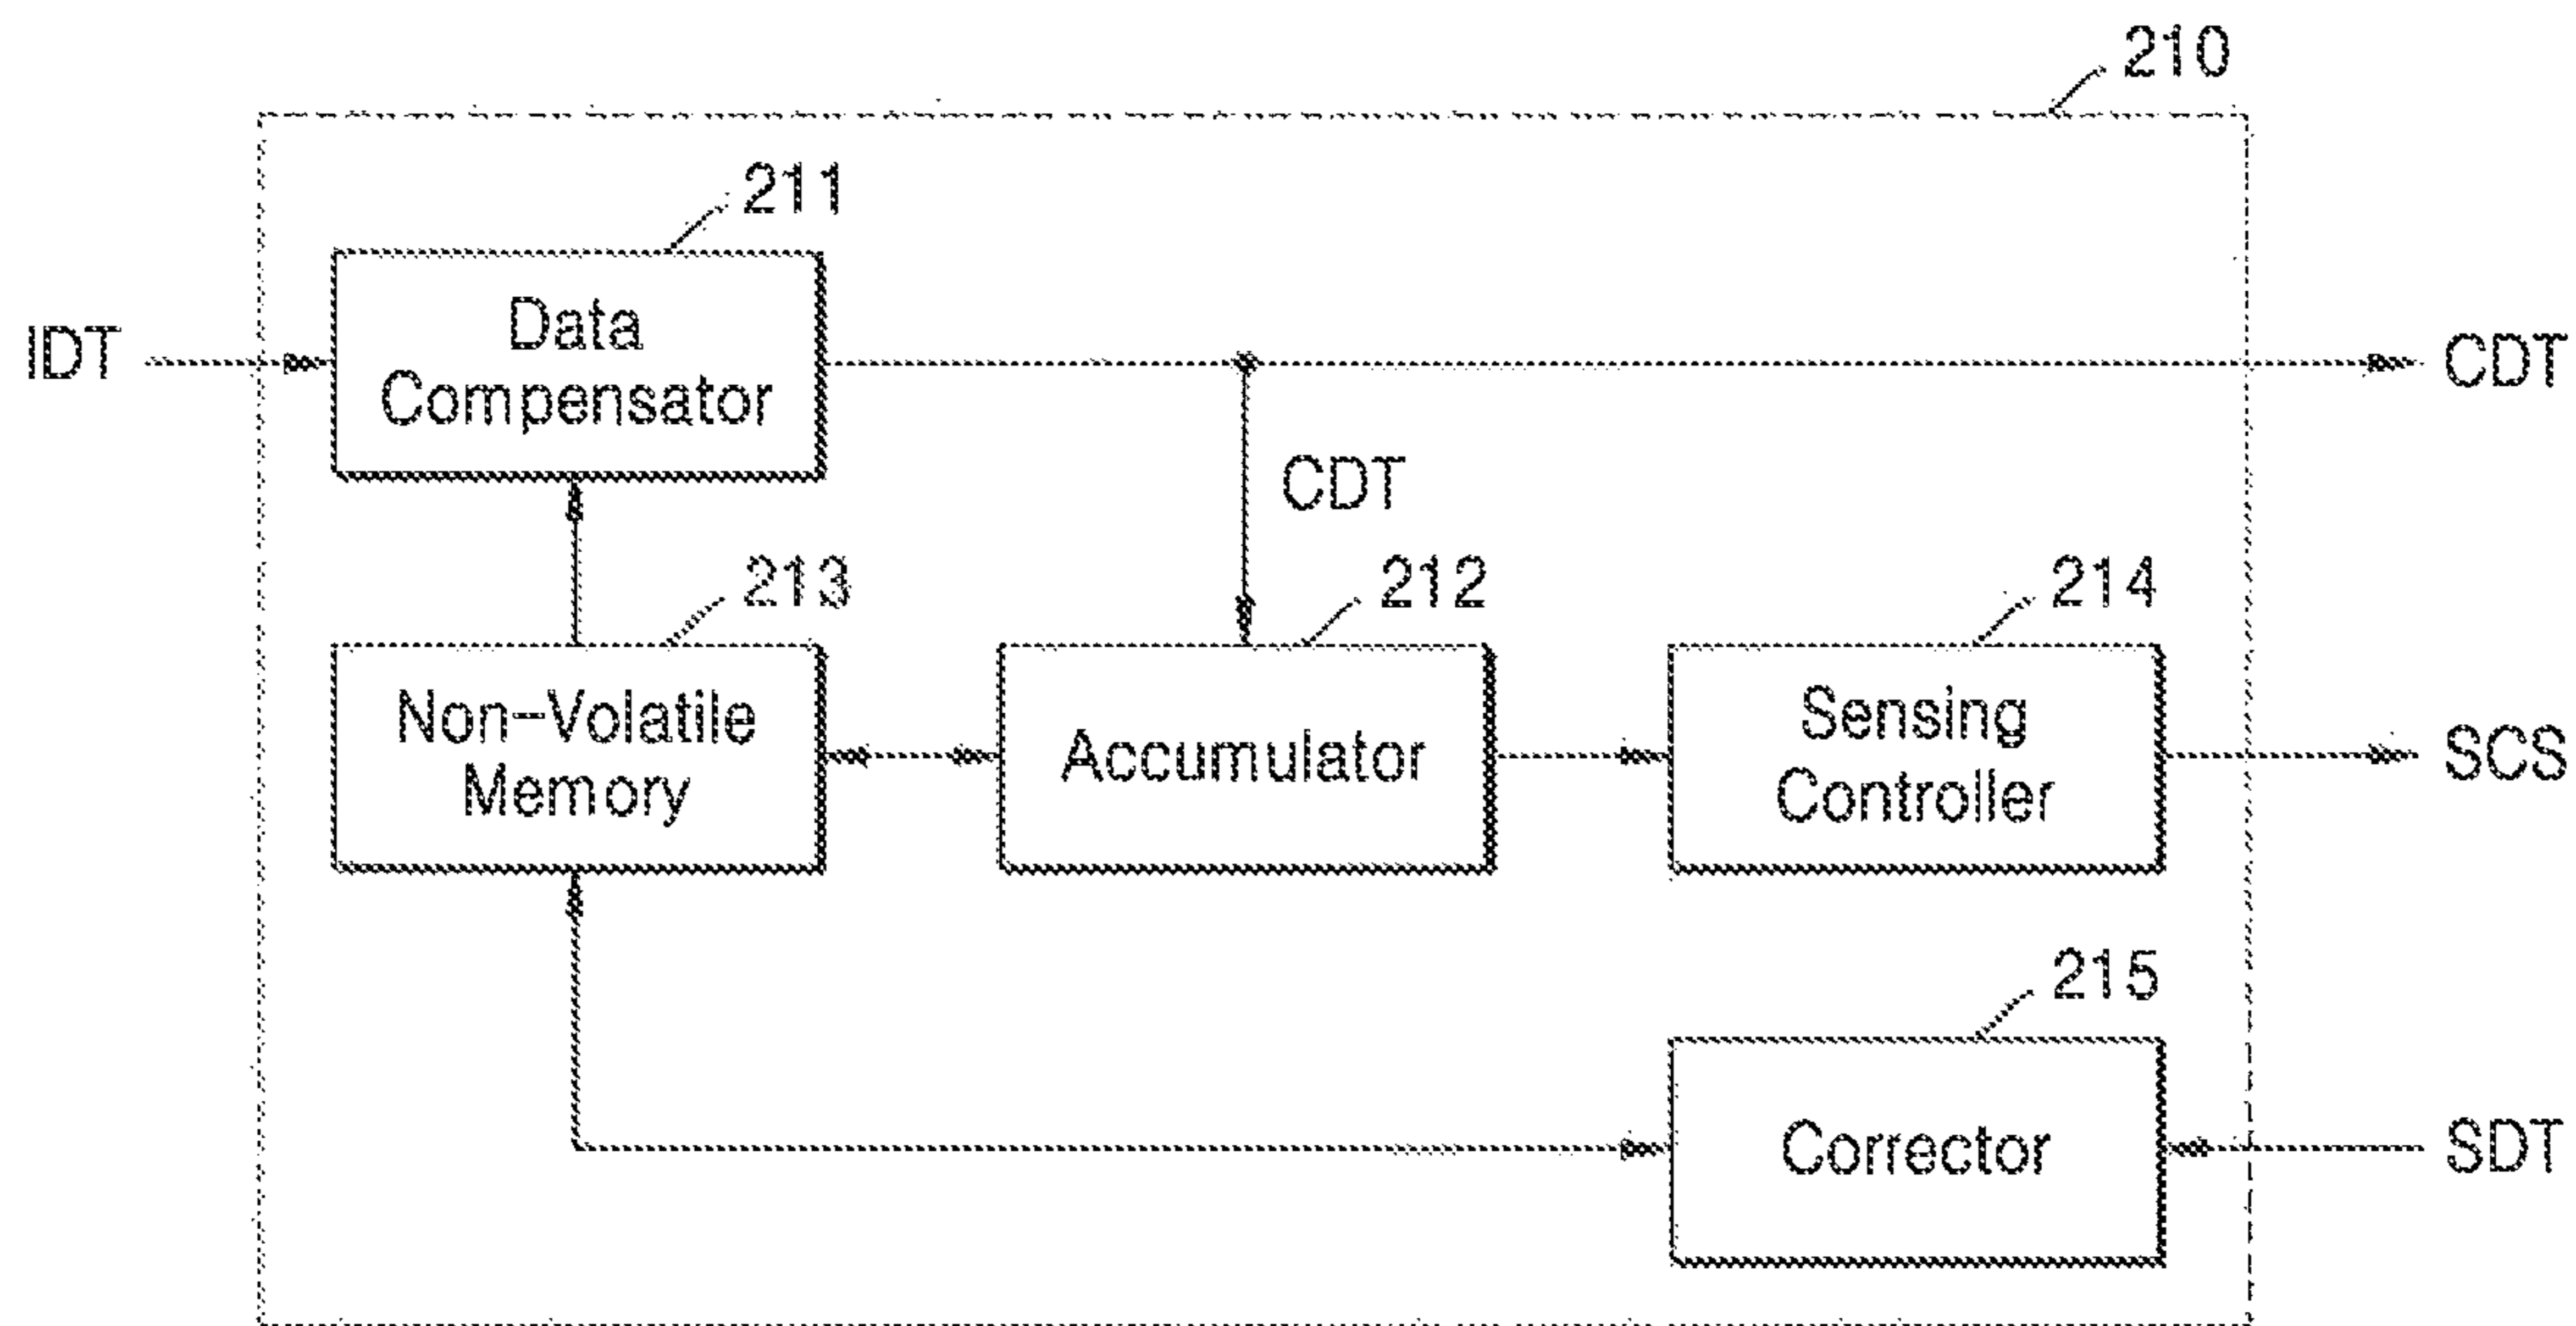 210
211
IDT
Data
Compensator
CDT
CDT
213
212
214
Non-Volatile
Memory
Accumulator
Sensing
Controller
SCS
215
Corrector
SDT